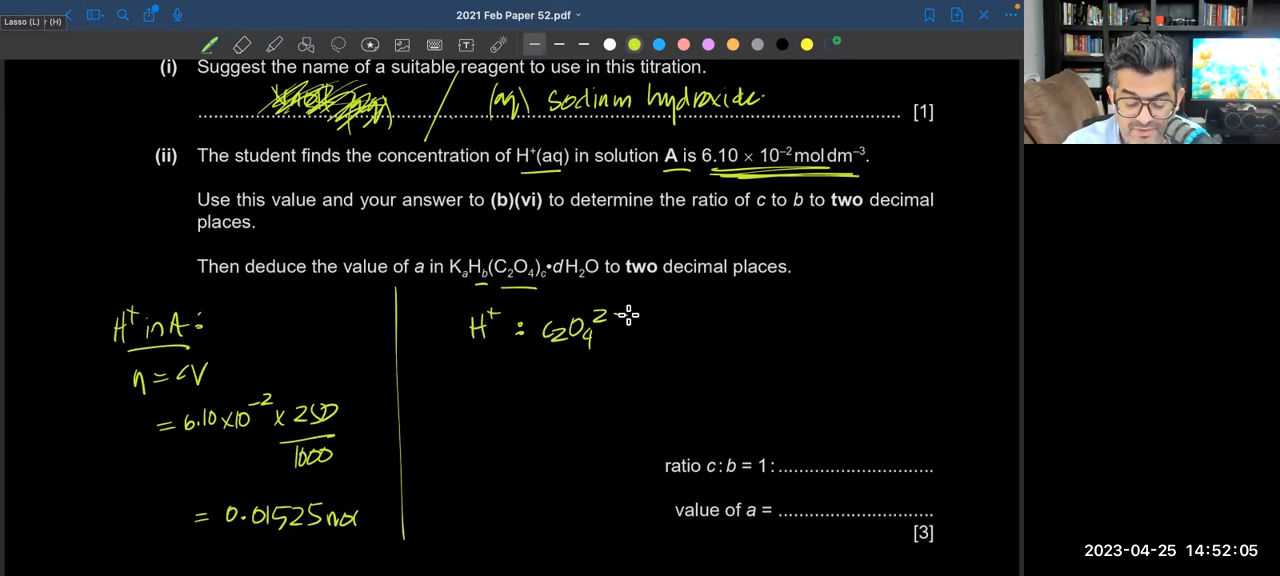 2021 Feb Paper 52.pdf
Lasso (L)
(H)
(i) Suggest the name of a suitable reagent to use in this titration.
(aq) sodium hydroxide.
[1]
(ii) The student finds the concentration of H⁺(aq) in solution A is 6.10 × 10⁻² mol dm⁻³.
Use this value and your answer to (b)(vi) to determine the ratio of c to b to two decimal
places.
Then deduce the value of a in KₐH_b(C₂O₄)_c•dH₂O to two decimal places.
H⁺ in A:
n = cV
= 6.10 × 10⁻² × 250
1000
= 0.01525 mol
H⁺ : C₂O₄²⁻
ratio c : b = 1 : ................................
value of a = ................................
[3]
2023-04-25 14:52:05